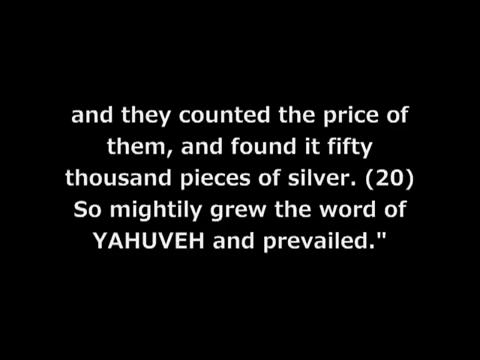 and they counted the price of
them, and found it fifty
thousand pieces of silver. (20)
So mightily grew the word of
YAHUVEH and prevailed."